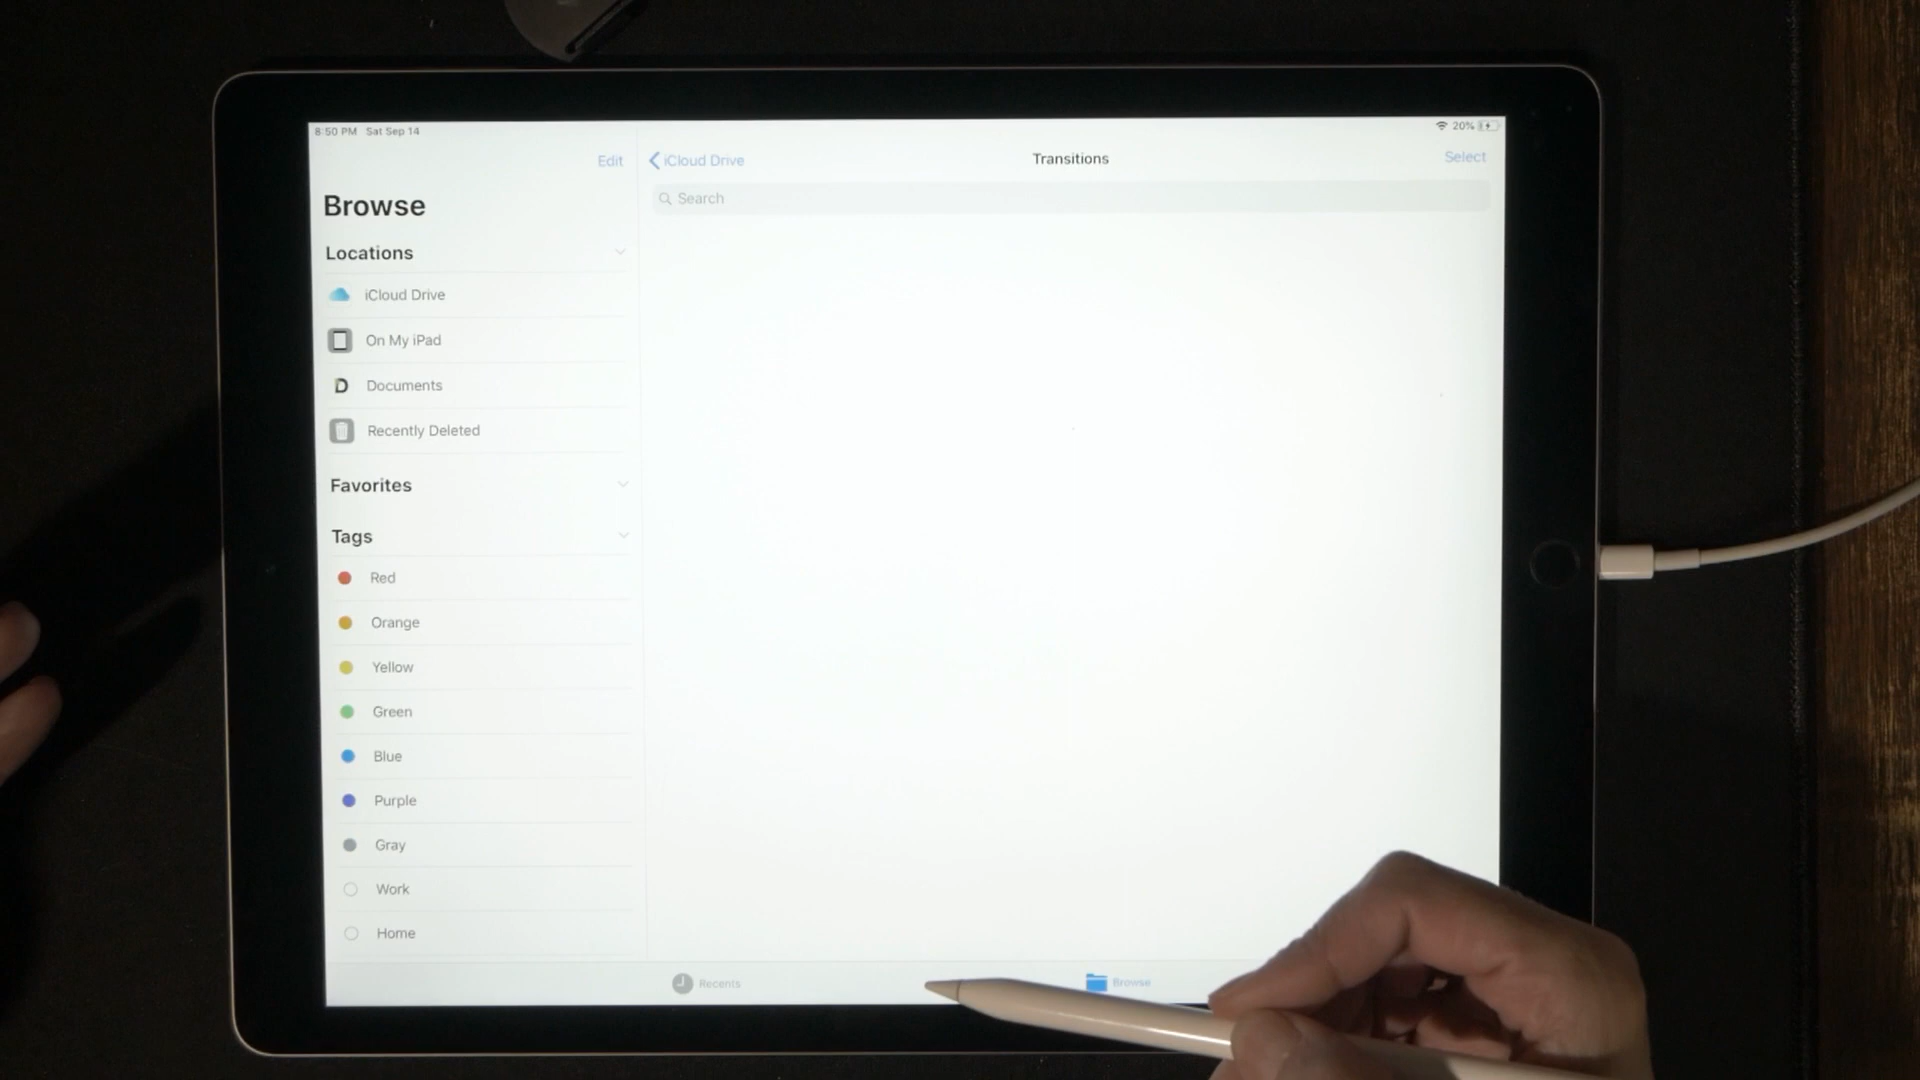 8:50 PM Sat Sep 14
20%
Edit
iCloud Drive
Transitions
Select
Browse
Search
Locations
iCloud Drive
On My iPad
Documents
Recently Deleted
Favorites
Tags
Red
Orange
Yellow
Green
Blue
Purple
Gray
Work
Home
Recents
Browse